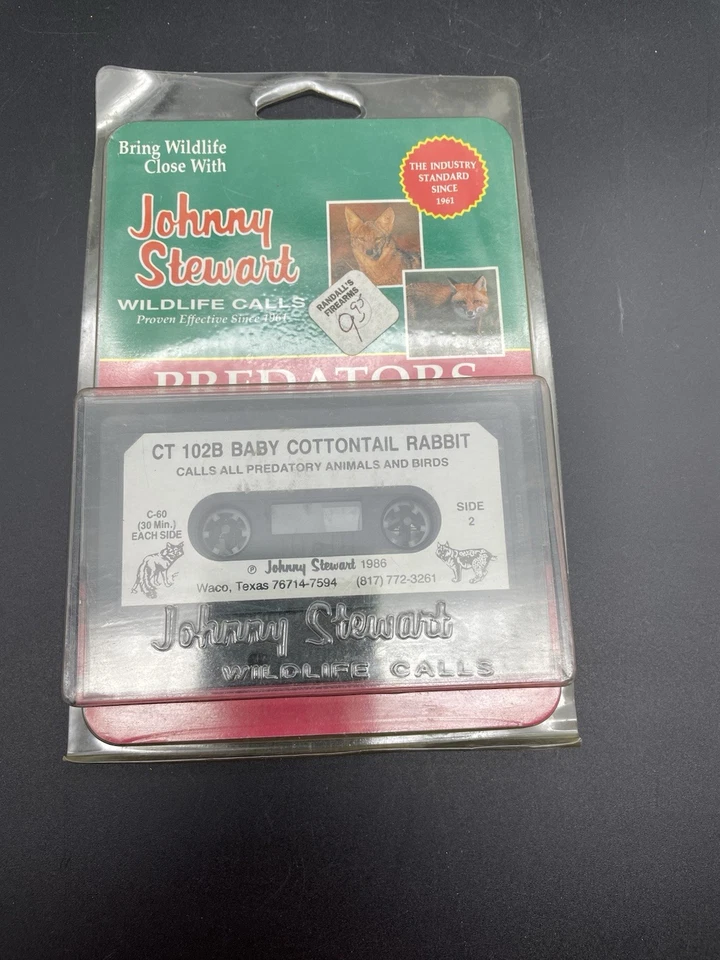 Bring Wildlife
Close With
THE INDUSTRY
STANDARD
SINCE
1961
Johnny
Stewart
WILDLIFE CALLS
Proven Effective Since 1961
RANDALL'S
FIREARMS
9.95
PREDATORS
CT 102B BABY COTTONTAIL RABBIT
CALLS ALL PREDATORY ANIMALS AND BIRDS
C-60
(30 Min.)
EACH SIDE
SIDE
2
Ⓟ Johnny Stewart 1986
Waco, Texas 76714-7594 (817) 772-3261
Johnny Stewart
WILDLIFE CALLS